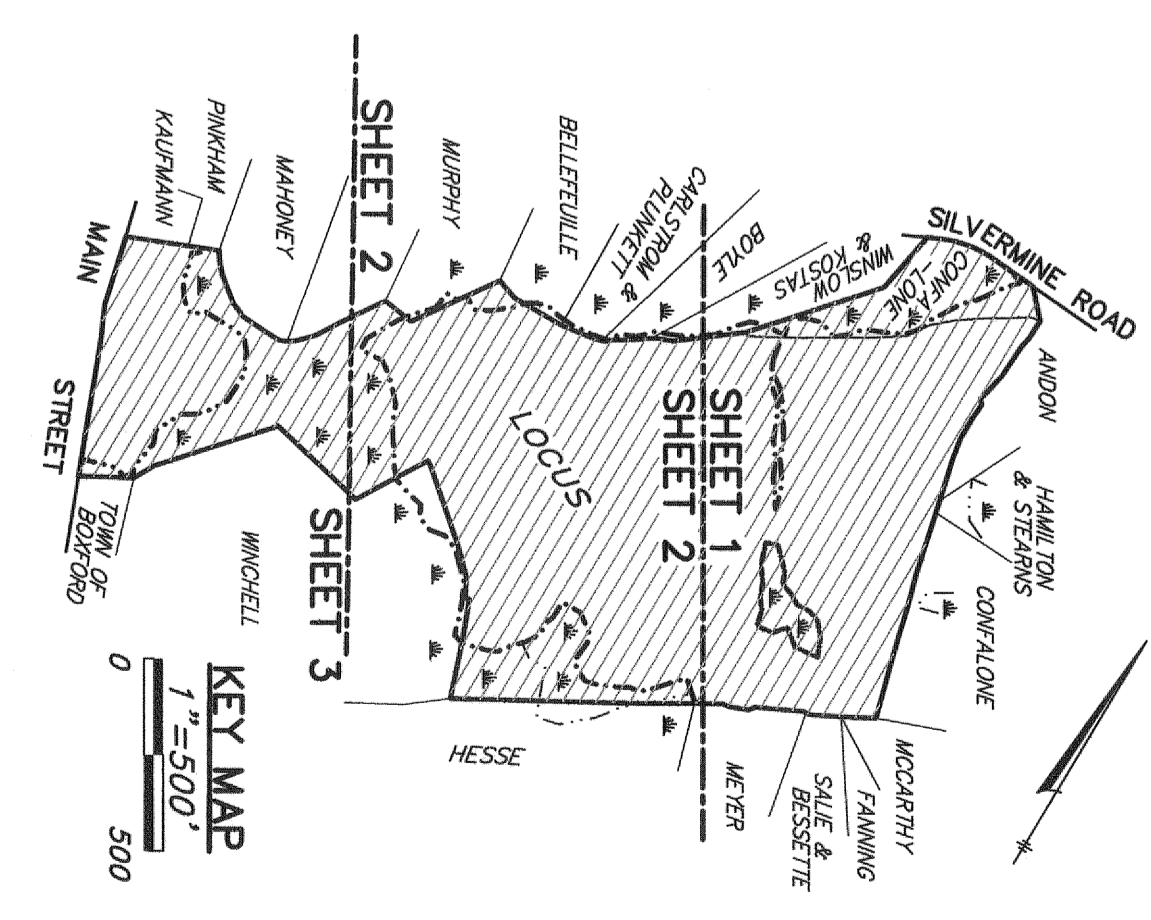 SILVERMINE ROAD
CONFA
-LONE
WINSLOW
& KOSTAS
BOYLE
CARLSTROM &
PLUNKETT
BELLEFEUILLE
MURPHY
SHEET 2
MAHONEY
PINKHAM
KAUFMANN
MAIN
STREET
ANDON
HAMILTON
& STEARNS
CONFALONE
SHEET 1
SHEET 2
LOCUS
SHEET 3
TOWN OF
BOXFORD
WINCHELL
HESSE
MEYER
SALIE &
BESSETTE
FANNING
MCCARTHY
KEY MAP
1"=500'
0 500